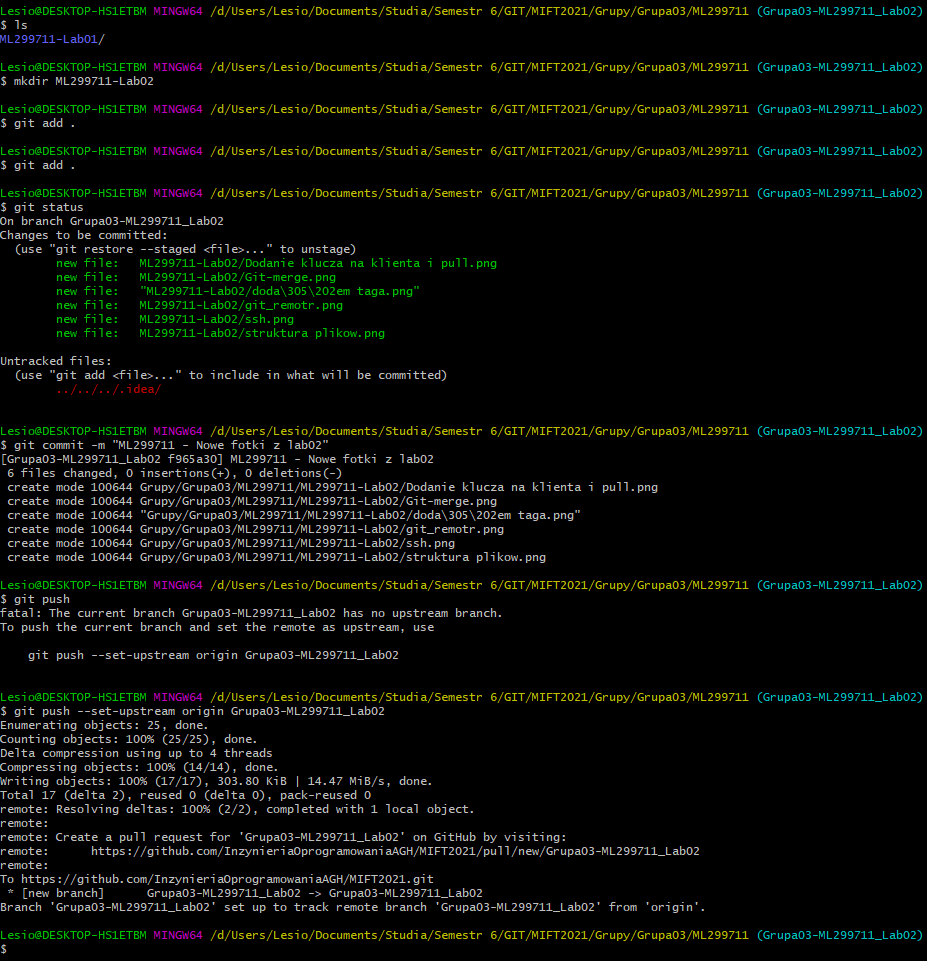 Lesio@DESKTOP-HS1ETBM MINGW64 /d/Users/Lesio/Documents/Studia/Semestr 6/GIT/MIFT2021/Grupy/Grupa03/ML299711 (Grupa03-ML299711_Lab02)
$ ls
ML299711-Lab01/

Lesio@DESKTOP-HS1ETBM MINGW64 /d/Users/Lesio/Documents/Studia/Semestr 6/GIT/MIFT2021/Grupy/Grupa03/ML299711 (Grupa03-ML299711_Lab02)
$ mkdir ML299711-Lab02

Lesio@DESKTOP-HS1ETBM MINGW64 /d/Users/Lesio/Documents/Studia/Semestr 6/GIT/MIFT2021/Grupy/Grupa03/ML299711 (Grupa03-ML299711_Lab02)
$ git add .

Lesio@DESKTOP-HS1ETBM MINGW64 /d/Users/Lesio/Documents/Studia/Semestr 6/GIT/MIFT2021/Grupy/Grupa03/ML299711 (Grupa03-ML299711_Lab02)
$ git add .

Lesio@DESKTOP-HS1ETBM MINGW64 /d/Users/Lesio/Documents/Studia/Semestr 6/GIT/MIFT2021/Grupy/Grupa03/ML299711 (Grupa03-ML299711_Lab02)
$ git status
On branch Grupa03-ML299711_Lab02
Changes to be committed:
  (use "git restore --staged <file>..." to unstage)
        new file:   ML299711-Lab02/Dodanie klucza na klienta i pull.png
        new file:   ML299711-Lab02/Git-merge.png
        new file:   "ML299711-Lab02/doda\305\202em taga.png"
        new file:   ML299711-Lab02/git_remotr.png
        new file:   ML299711-Lab02/ssh.png
        new file:   ML299711-Lab02/struktura plikow.png

Untracked files:
  (use "git add <file>..." to include in what will be committed)
        ../../../.idea/

Lesio@DESKTOP-HS1ETBM MINGW64 /d/Users/Lesio/Documents/Studia/Semestr 6/GIT/MIFT2021/Grupy/Grupa03/ML299711 (Grupa03-ML299711_Lab02)
$ git commit -m "ML299711 - Nowe fotki z lab02"
[Grupa03-ML299711_Lab02 f965a30] ML299711 - Nowe fotki z lab02
 6 files changed, 0 insertions(+), 0 deletions(-)
 create mode 100644 Grupy/Grupa03/ML299711/ML299711-Lab02/Dodanie klucza na klienta i pull.png
 create mode 100644 Grupy/Grupa03/ML299711/ML299711-Lab02/Git-merge.png
 create mode 100644 "Grupy/Grupa03/ML299711/ML299711-Lab02/doda\305\202em taga.png"
 create mode 100644 Grupy/Grupa03/ML299711/ML299711-Lab02/git_remotr.png
 create mode 100644 Grupy/Grupa03/ML299711/ML299711-Lab02/ssh.png
 create mode 100644 Grupy/Grupa03/ML299711/ML299711-Lab02/struktura plikow.png

Lesio@DESKTOP-HS1ETBM MINGW64 /d/Users/Lesio/Documents/Studia/Semestr 6/GIT/MIFT2021/Grupy/Grupa03/ML299711 (Grupa03-ML299711_Lab02)
$ git push
fatal: The current branch Grupa03-ML299711_Lab02 has no upstream branch.
To push the current branch and set the remote as upstream, use

    git push --set-upstream origin Grupa03-ML299711_Lab02

Lesio@DESKTOP-HS1ETBM MINGW64 /d/Users/Lesio/Documents/Studia/Semestr 6/GIT/MIFT2021/Grupy/Grupa03/ML299711 (Grupa03-ML299711_Lab02)
$ git push --set-upstream origin Grupa03-ML299711_Lab02
Enumerating objects: 25, done.
Counting objects: 100% (25/25), done.
Delta compression using up to 4 threads
Compressing objects: 100% (14/14), done.
Writing objects: 100% (17/17), 303.80 KiB | 14.47 MiB/s, done.
Total 17 (delta 2), reused 0 (delta 0), pack-reused 0
remote: Resolving deltas: 100% (2/2), completed with 1 local object.
remote:
remote: Create a pull request for 'Grupa03-ML299711_Lab02' on GitHub by visiting:
remote:      https://github.com/InzynieriaOprogramowaniaAGH/MIFT2021/pull/new/Grupa03-ML299711_Lab02
remote:
To https://github.com/InzynieriaOprogramowaniaAGH/MIFT2021.git
 * [new branch]      Grupa03-ML299711_Lab02 -> Grupa03-ML299711_Lab02
Branch 'Grupa03-ML299711_Lab02' set up to track remote branch 'Grupa03-ML299711_Lab02' from 'origin'.

Lesio@DESKTOP-HS1ETBM MINGW64 /d/Users/Lesio/Documents/Studia/Semestr 6/GIT/MIFT2021/Grupy/Grupa03/ML299711 (Grupa03-ML299711_Lab02)
$